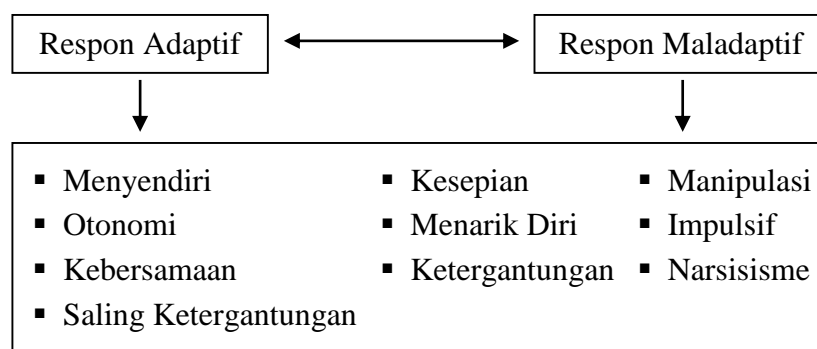 Respon Adaptif
Respon Maladaptif
▪ Menyendiri
▪ Otonomi
▪ Kebersamaan
▪ Saling Ketergantungan
▪ Kesepian
▪ Menarik Diri
▪ Ketergantungan
▪ Manipulasi
▪ Impulsif
▪ Narsisisme